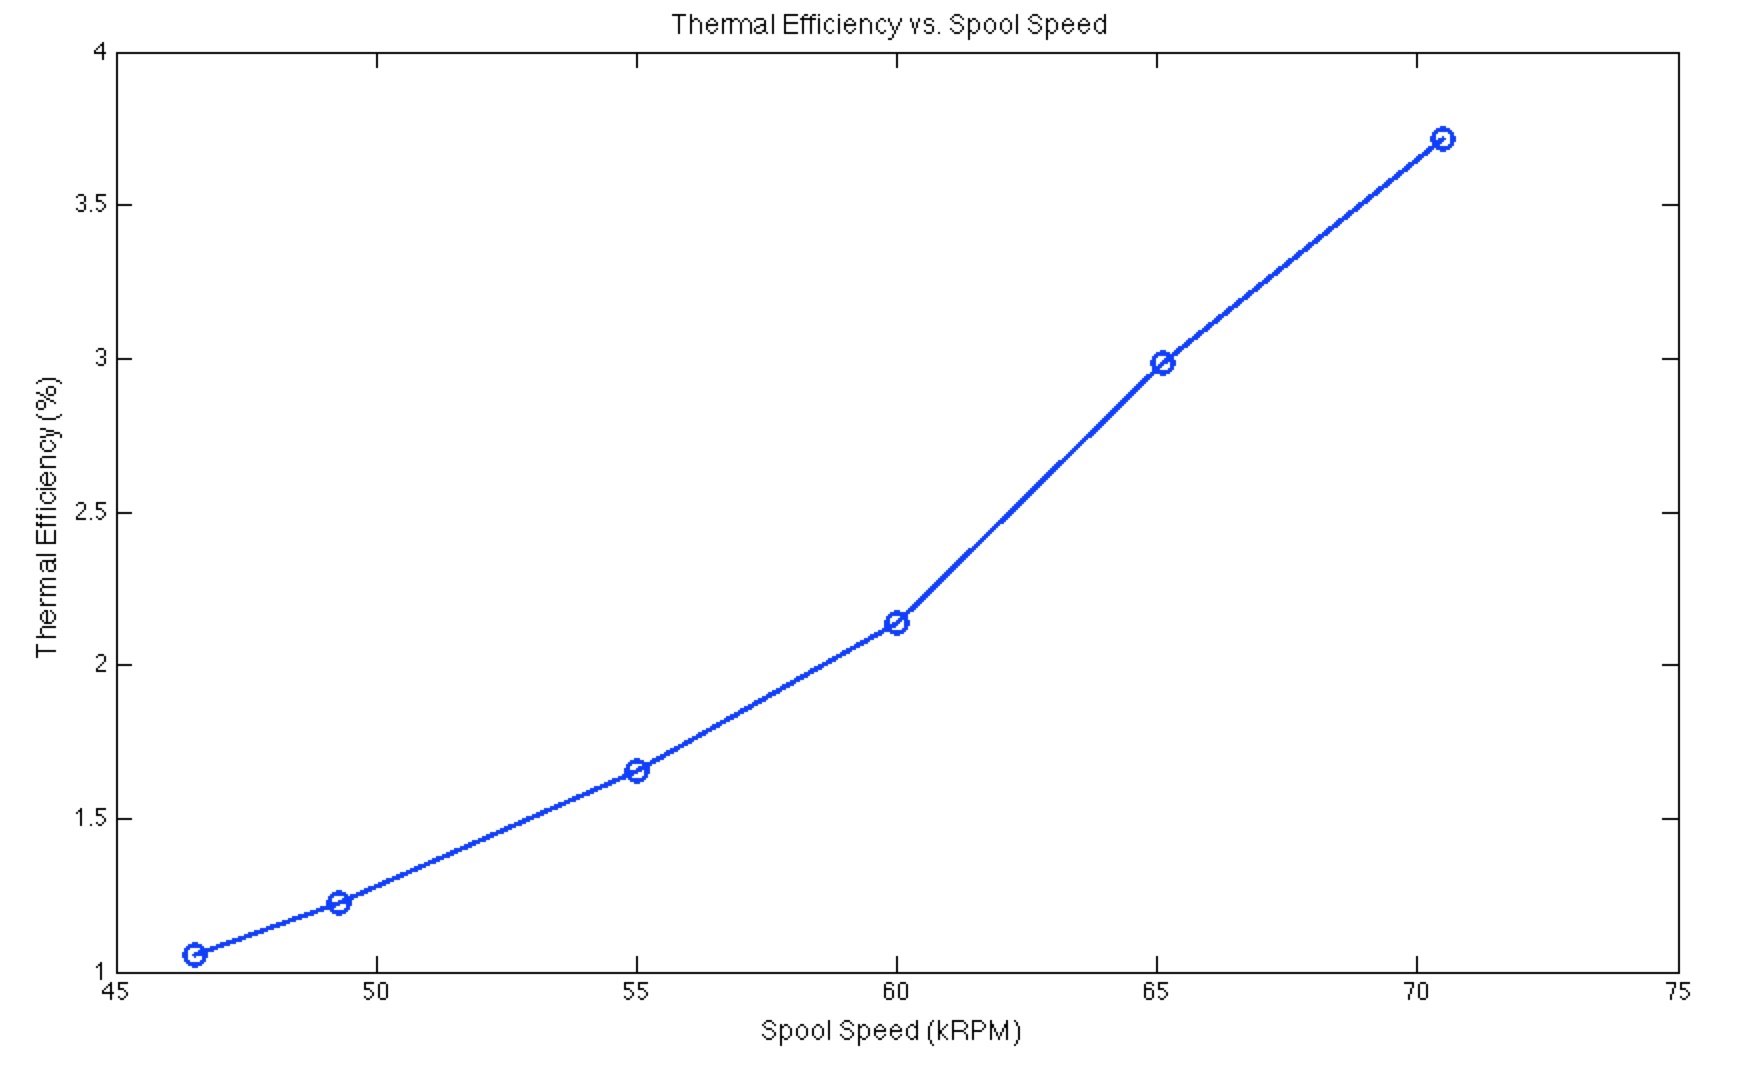 Thermal Efficiency vs. Spool Speed
4
3.5
3
2.5
2
1.5
1
Thermal Efficiency (%)
45 50 55 60 65 70 75
Spool Speed (kRPM)